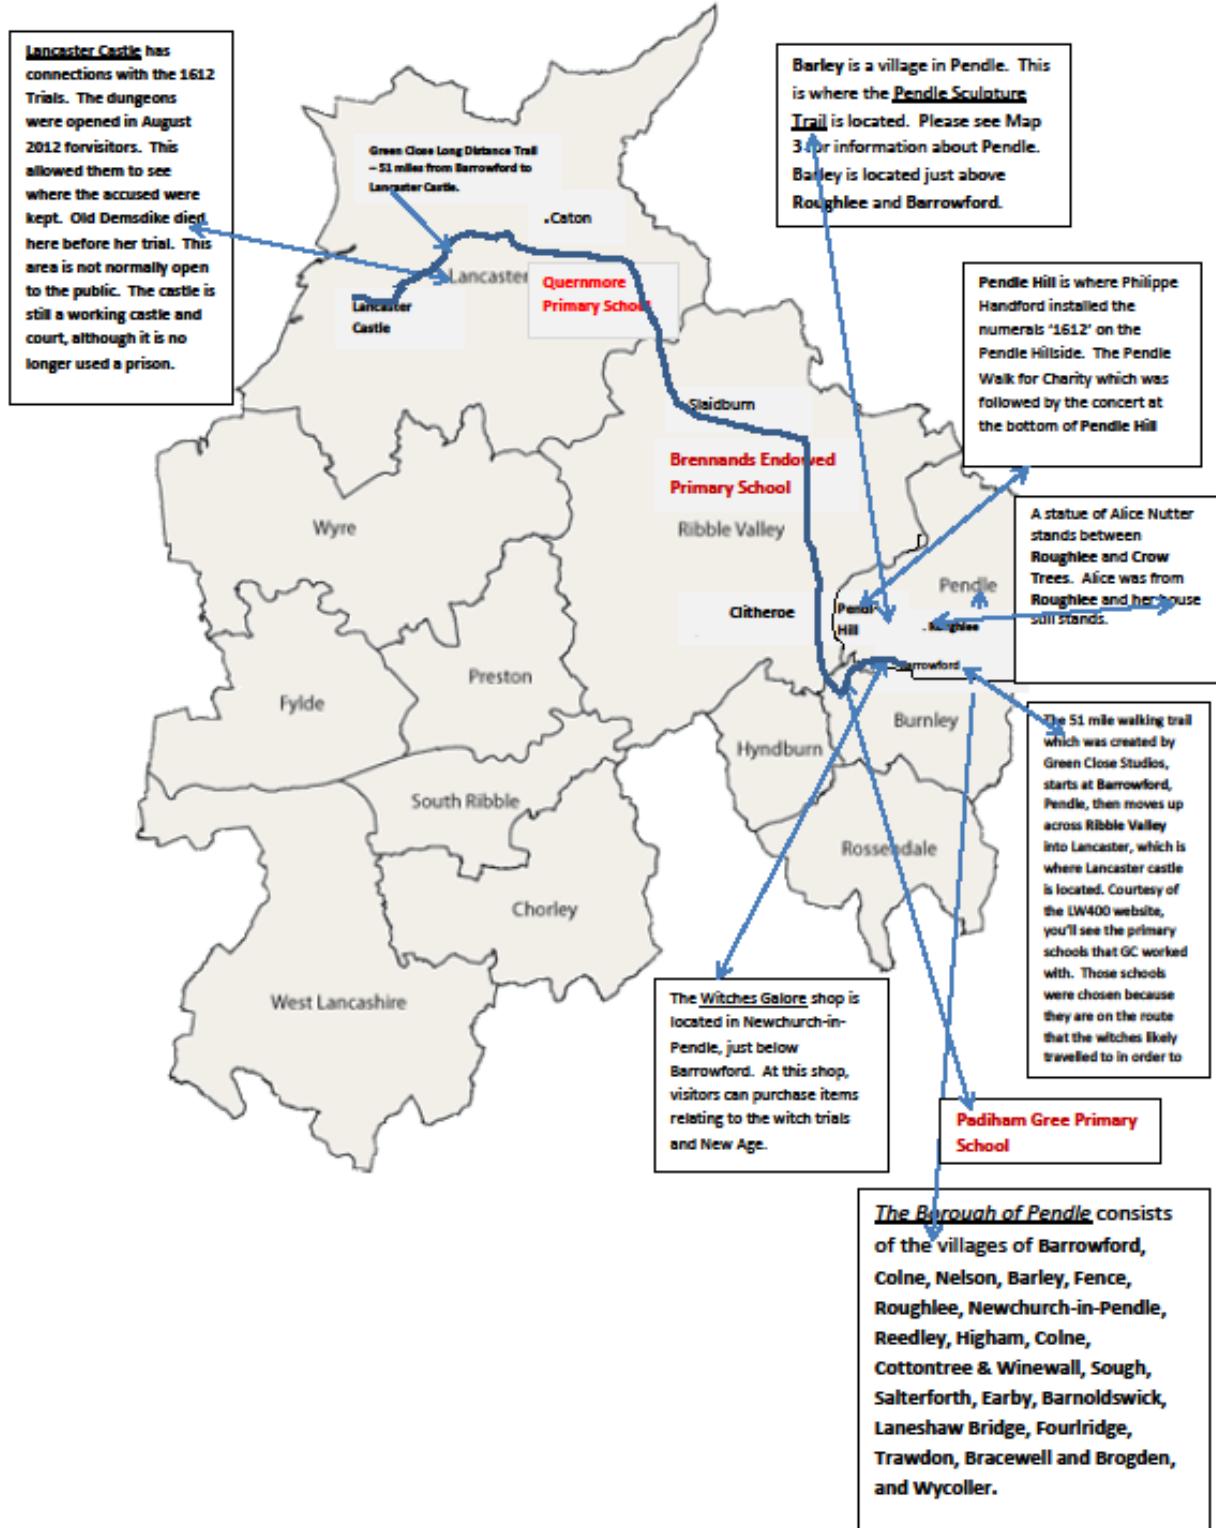 Lancaster Castle has
connections with the 1612
Trials. The dungeons
were opened in August
2012 forvisitors. This
allowed them to see
where the accused were
kept. Old Demsdike died
here before her trial. This
area is not normally open
to the public. The castle is
still a working castle and
court, although it is no
longer used a prison.
Green Close Long Distance Trail
– 51 miles from Barrowford to
Lancaster Castle.
.Caton
Lancaster
Lancaster
Castle
Quernmore
Primary School
Barley is a village in Pendle. This
is where the Pendle Sculpture
Trail is located. Please see Map
3 for information about Pendle.
Barley is located just above
Roughlee and Barrowford.
Pendle Hill is where Philippe
Handford installed the
numerals ‘1612’ on the
Pendle Hillside. The Pendle
Walk for Charity which was
followed by the concert at
the bottom of Pendle Hill
Slaidburn
Brennands Endowed
Primary School
Ribble Valley
Wyre
A statue of Alice Nutter
stands between
Roughlee and Crow
Trees. Alice was from
Roughlee and her house
still stands.
Pendle
Clitheroe
Pendle
Hill
. Roughlee
Barrowford
Preston
Fylde
Burnley
Hyndburn
South Ribble
Rossendale
Chorley
West Lancashire
The 51 mile walking trail
which was created by
Green Close Studios,
starts at Barrowford,
Pendle, then moves up
across Ribble Valley
into Lancaster, which is
where Lancaster castle
is located. Courtesy of
the LW400 website,
you’ll see the primary
schools that GC worked
with. Those schools
were chosen because
they are on the route
that the witches likely
travelled to in order to
The Witches Galore shop is
located in Newchurch-in-
Pendle, just below
Barrowford. At this shop,
visitors can purchase items
relating to the witch trials
and New Age.
Padiham Gree Primary
School
The Borough of Pendle consists
of the villages of Barrowford,
Colne, Nelson, Barley, Fence,
Roughlee, Newchurch-in-Pendle,
Reedley, Higham, Colne,
Cottontree & Winewall, Sough,
Salterforth, Earby, Barnoldswick,
Laneshaw Bridge, Fourlridge,
Trawdon, Bracewell and Brogden,
and Wycoller.